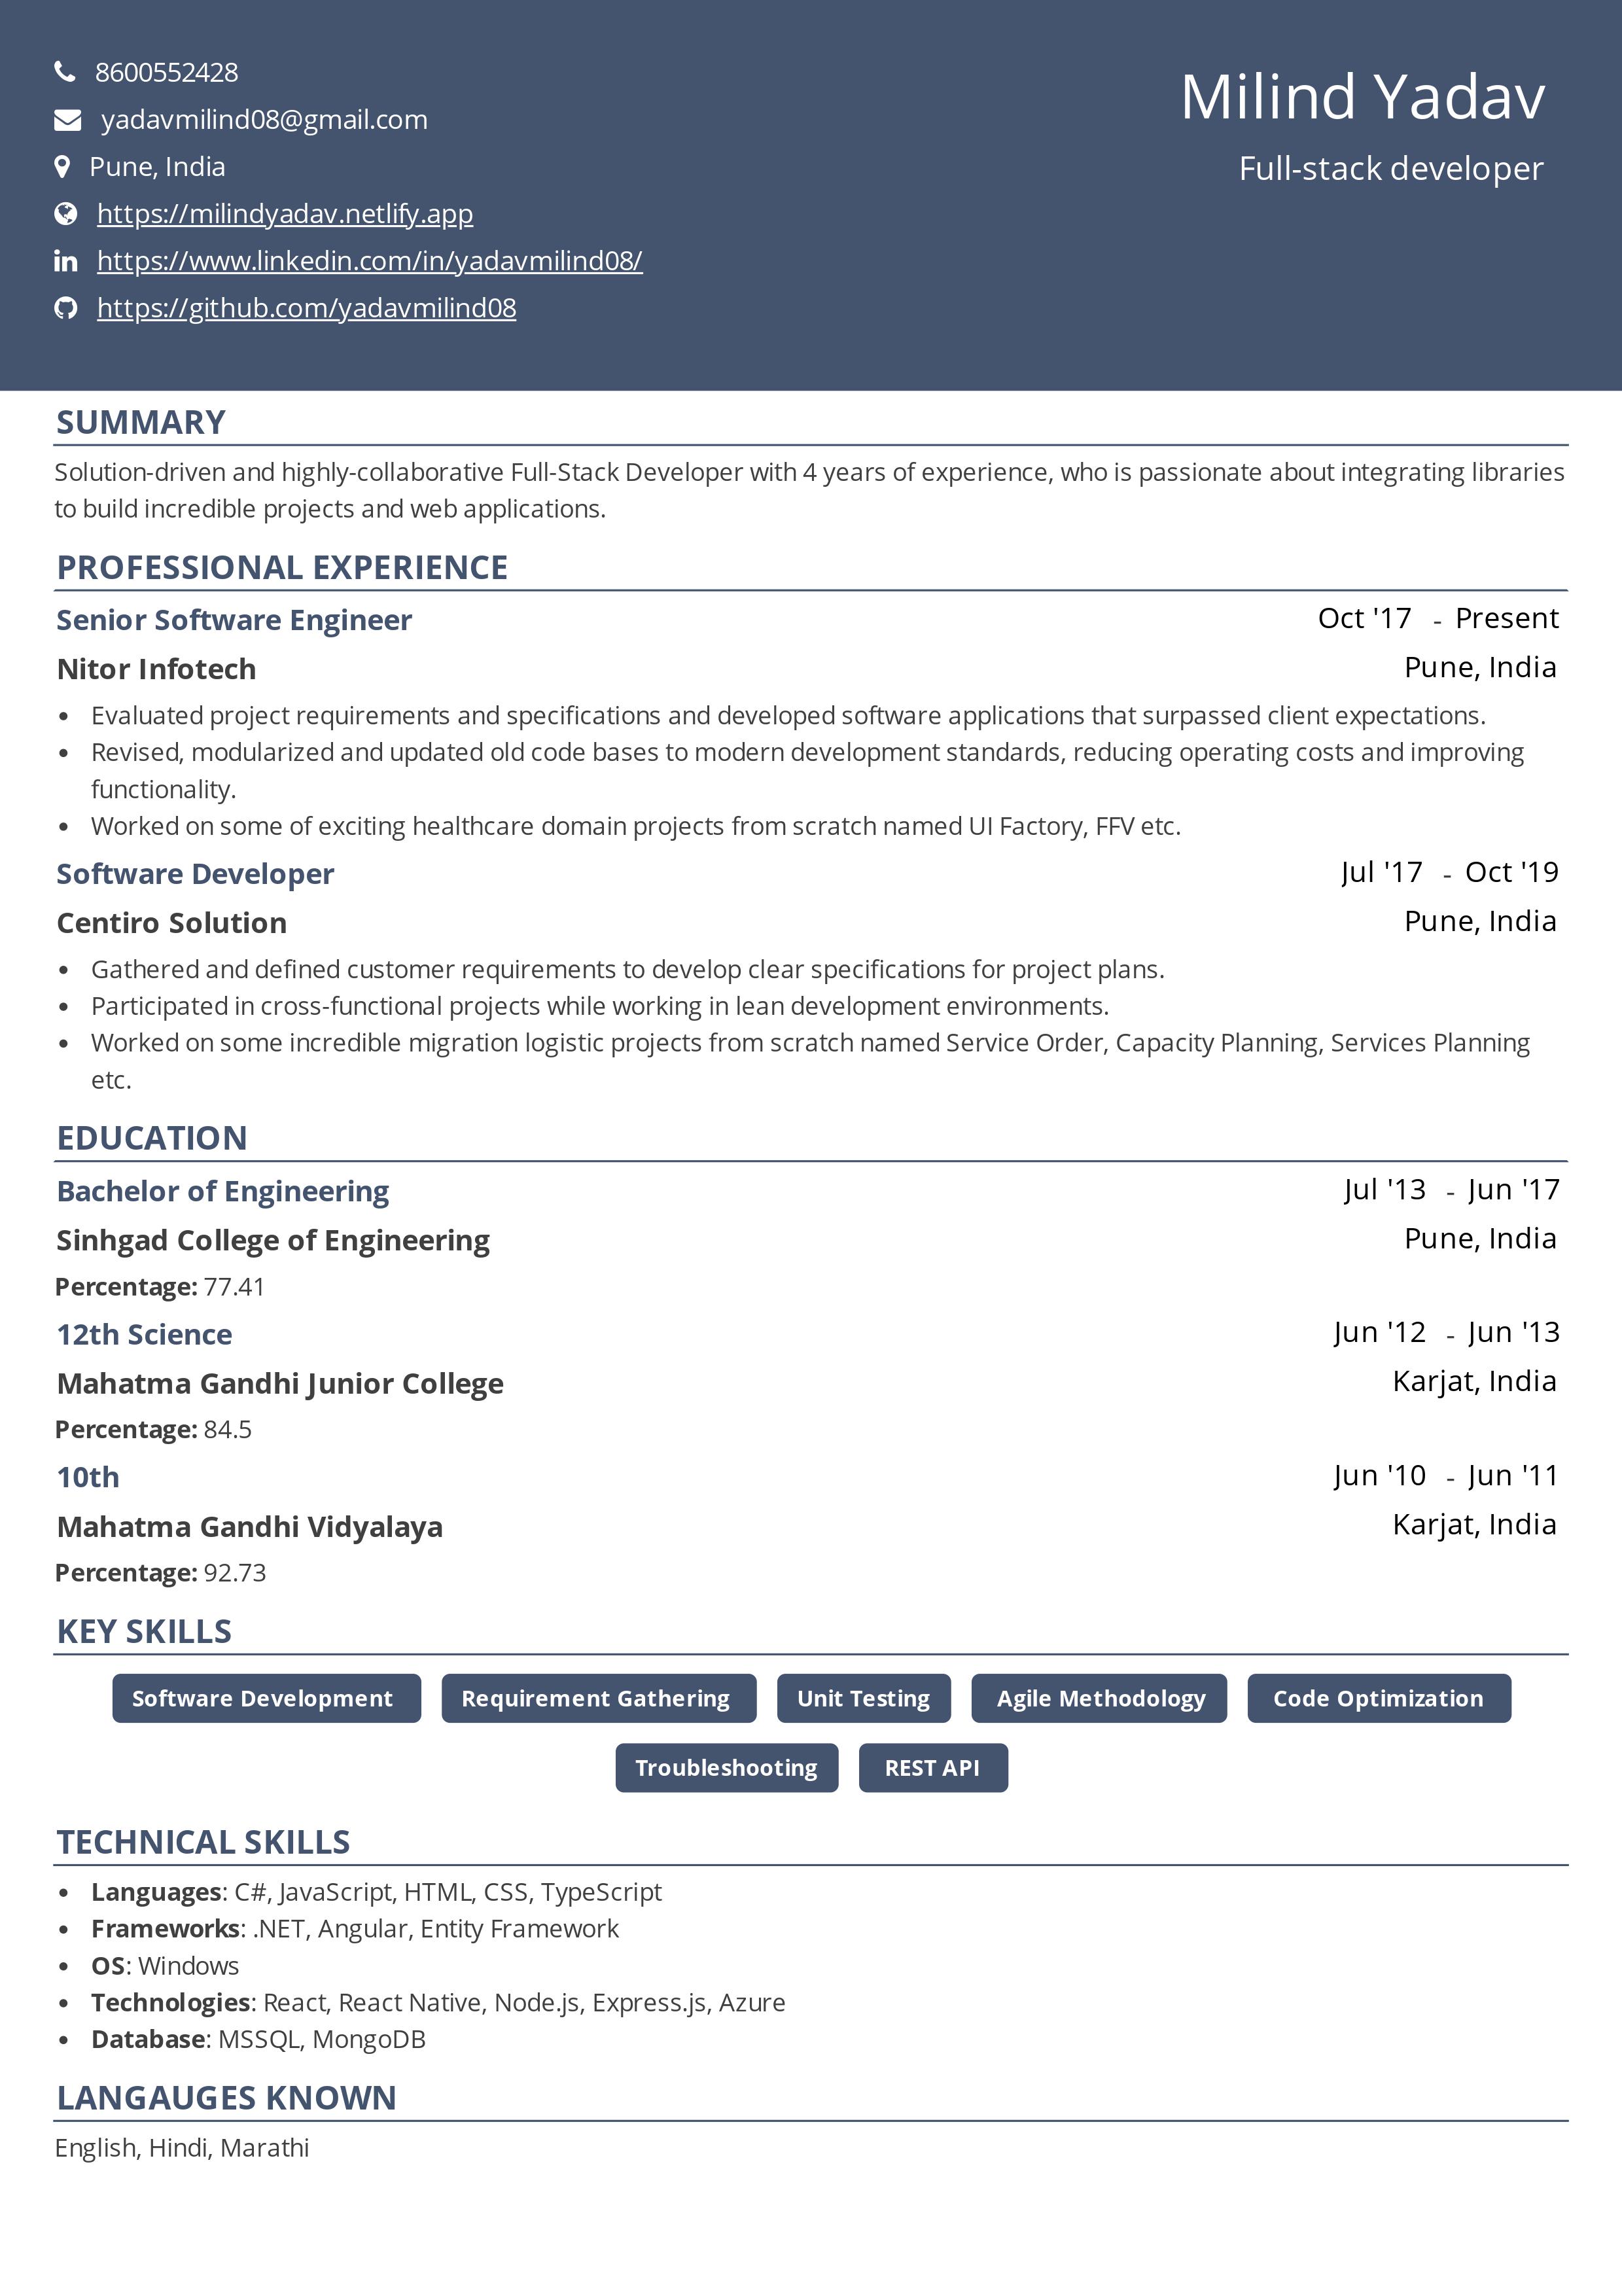 8600552428
yadavmilind08@gmail.com
Pune, India
https://milindyadav.netlify.app
https://www.linkedin.com/in/yadavmilind08/
https://github.com/yadavmilind08
Milind Yadav
Full-stack developer
SUMMARY
Solution-driven and highly-collaborative Full-Stack Developer with 4 years of experience, who is passionate about integrating libraries
to build incredible projects and web applications.
PROFESSIONAL EXPERIENCE
Senior Software Engineer Oct '17 - Present
Nitor Infotech Pune, India
• Evaluated project requirements and specifications and developed software applications that surpassed client expectations.
• Revised, modularized and updated old code bases to modern development standards, reducing operating costs and improving
functionality.
• Worked on some of exciting healthcare domain projects from scratch named UI Factory, FFV etc.
Software Developer Jul '17 - Oct '19
Centiro Solution Pune, India
• Gathered and defined customer requirements to develop clear specifications for project plans.
• Participated in cross-functional projects while working in lean development environments.
• Worked on some incredible migration logistic projects from scratch named Service Order, Capacity Planning, Services Planning
etc.
EDUCATION
Bachelor of Engineering Jul '13 - Jun '17
Sinhgad College of Engineering Pune, India
Percentage: 77.41
12th Science Jun '12 - Jun '13
Mahatma Gandhi Junior College Karjat, India
Percentage: 84.5
10th Jun '10 - Jun '11
Mahatma Gandhi Vidyalaya Karjat, India
Percentage: 92.73
KEY SKILLS
Software Development Requirement Gathering Unit Testing Agile Methodology Code Optimization
Troubleshooting REST API
TECHNICAL SKILLS
• Languages: C#, JavaScript, HTML, CSS, TypeScript
• Frameworks: .NET, Angular, Entity Framework
• OS: Windows
• Technologies: React, React Native, Node.js, Express.js, Azure
• Database: MSSQL, MongoDB
LANGAUGES KNOWN
English, Hindi, Marathi